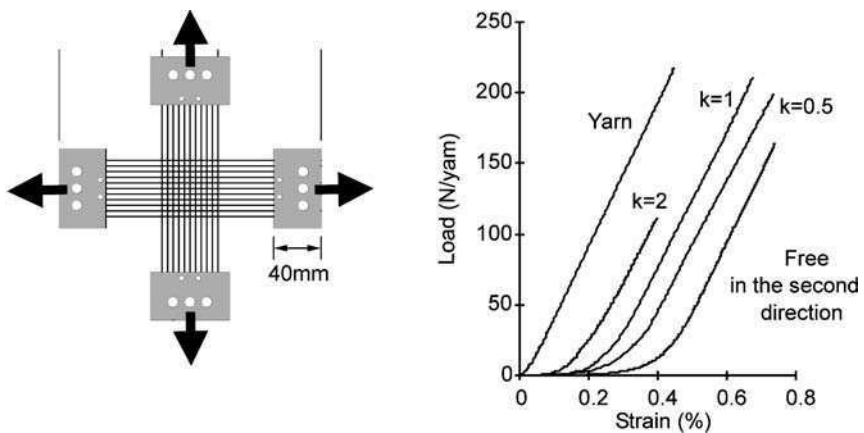 40mm
Load (N/yam)
250
200
150
100
50
0
0
0.2
0.4
0.6
0.8
Strain (%)
Yarn
k=2
k=1
k=0.5
Free
in the second
direction